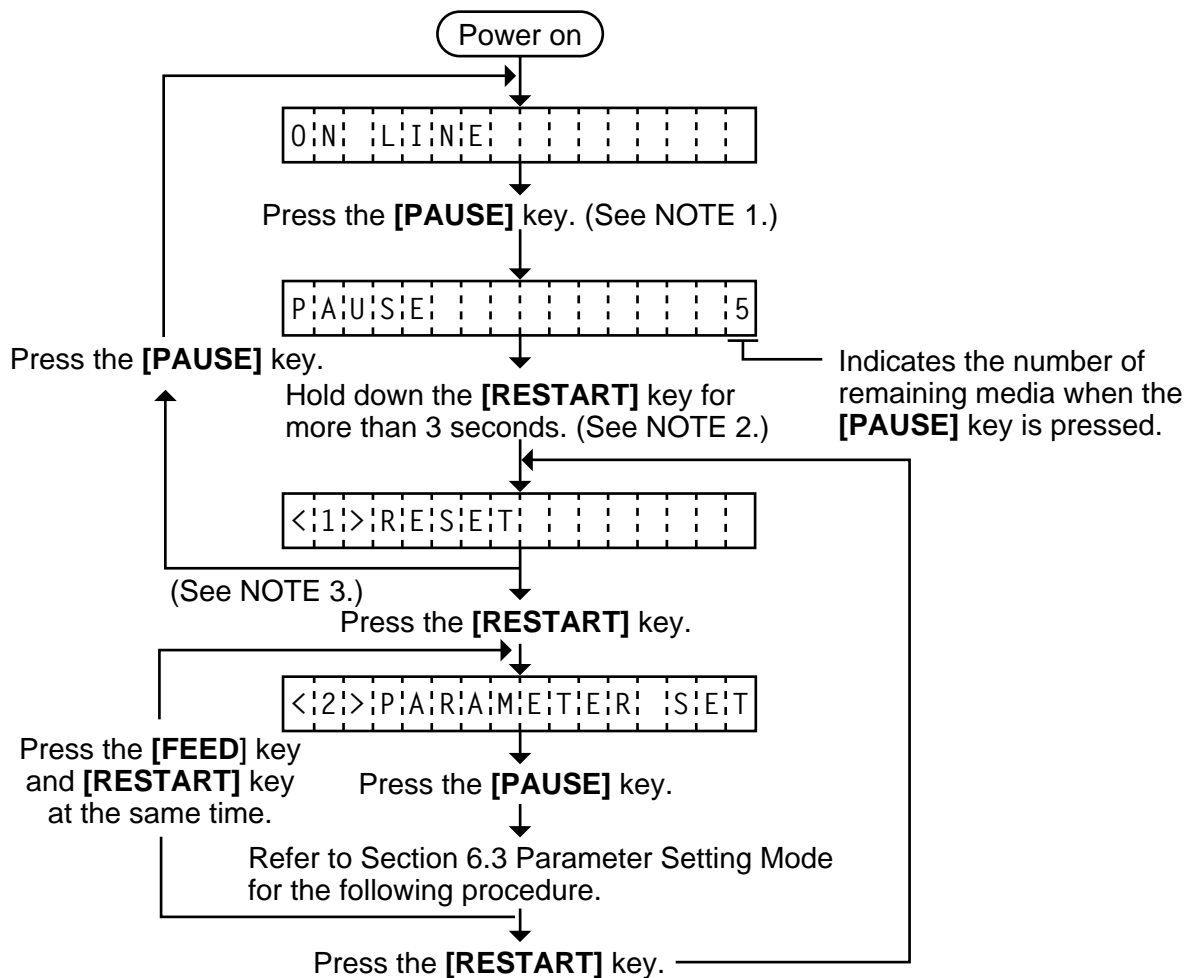 Power on
ON LINE
Press the [PAUSE] key. (See NOTE 1.)
PAUSE 5
Press the [PAUSE] key.
Indicates the number of
remaining media when the
[PAUSE] key is pressed.
Hold down the [RESTART] key for
more than 3 seconds. (See NOTE 2.)
<1>RESET
(See NOTE 3.)
Press the [RESTART] key.
<2>PARAMETER SET
Press the [FEED] key
and [RESTART] key
at the same time.
Press the [PAUSE] key.
Refer to Section 6.3 Parameter Setting Mode
for the following procedure.
Press the [RESTART] key.